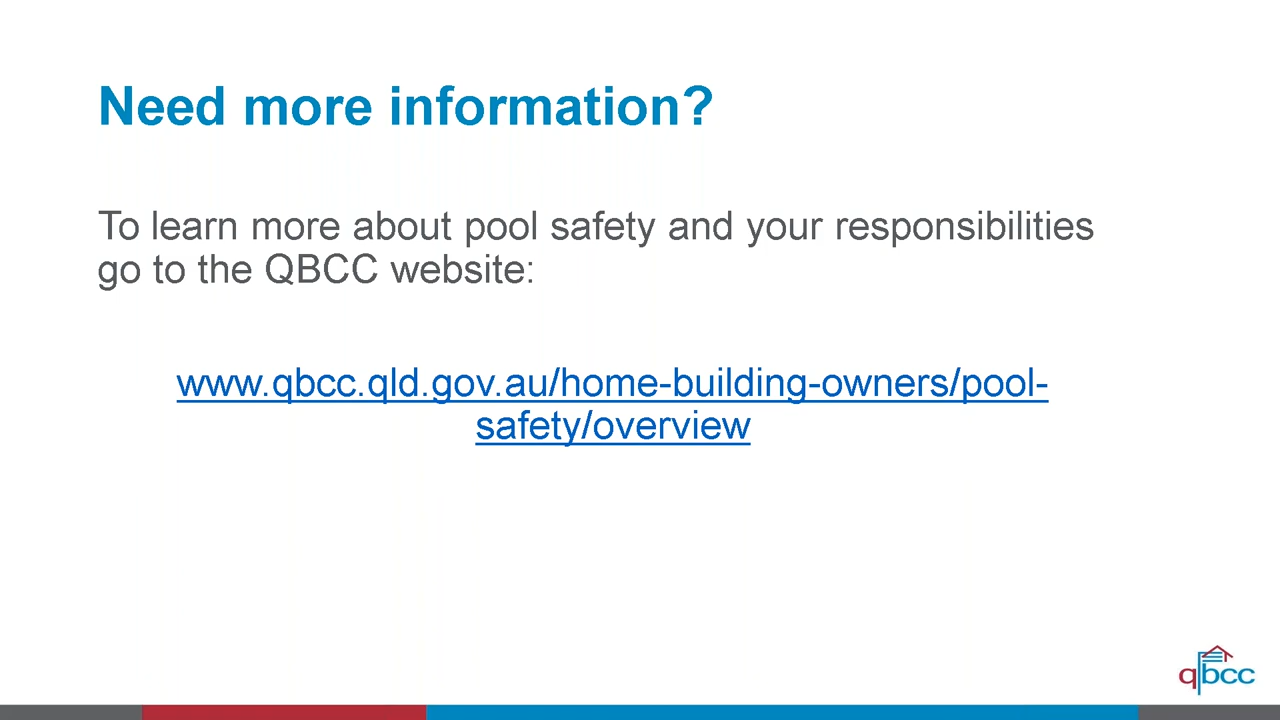 Need more information?
To learn more about pool safety and your responsibilities
go to the QBCC website:
www.qbcc.qld.gov.au/home-building-owners/pool-
safety/overview
qbcc